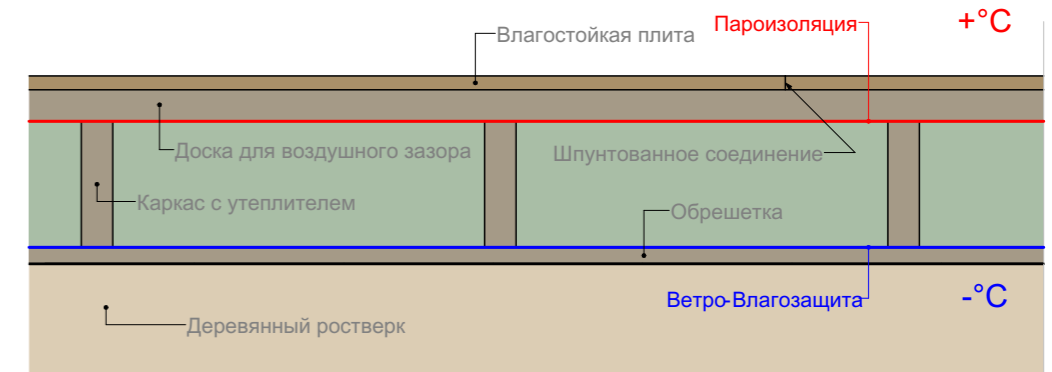 Пароизоляция
+°C
Влагостойкая плита
Доска для воздушного зазора
Шпунтованное соединение
Каркас с утеплителем
Обрешетка
Ветро-Влагозащита
-°C
Деревянный ростверк